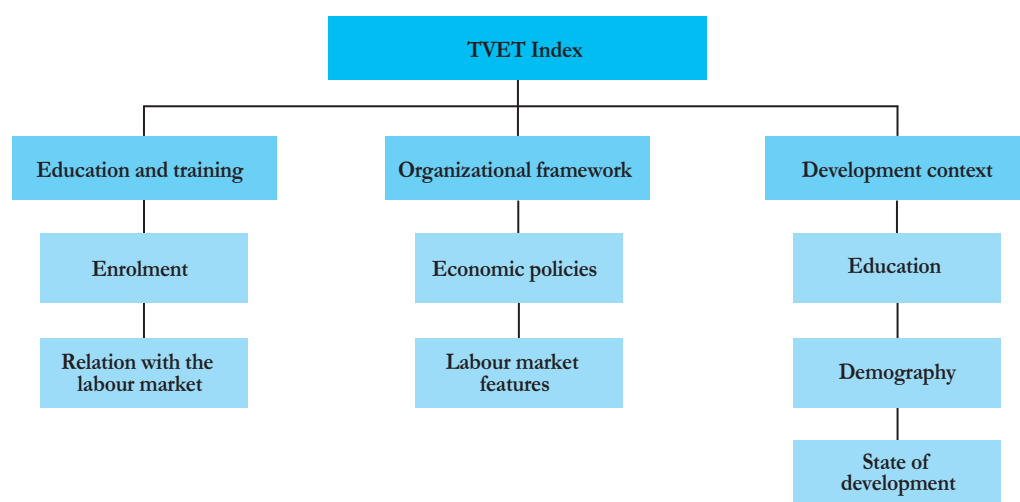 TVET Index
Education and training
Organizational framework
Development context
Enrolment
Economic policies
Education
Relation with the
labour market
Labour market
features
Demography
State of
development